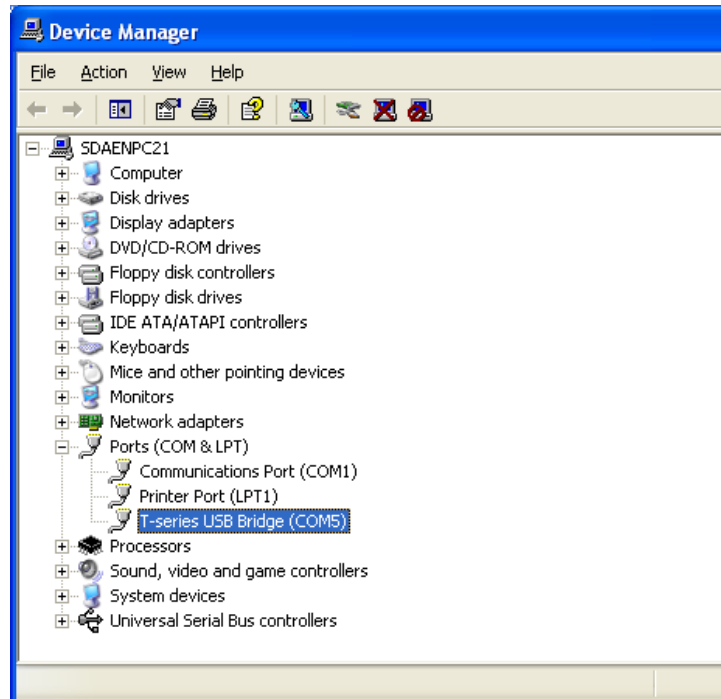 Device Manager
File Action View Help
SDAENPC21
Computer
Disk drives
Display adapters
DVD/CD-ROM drives
Floppy disk controllers
Floppy disk drives
IDE ATA/ATAPI controllers
Keyboards
Mice and other pointing devices
Monitors
Network adapters
Ports (COM & LPT)
Communications Port (COM1)
Printer Port (LPT1)
T-series USB Bridge (COM5)
Processors
Sound, video and game controllers
System devices
Universal Serial Bus controllers